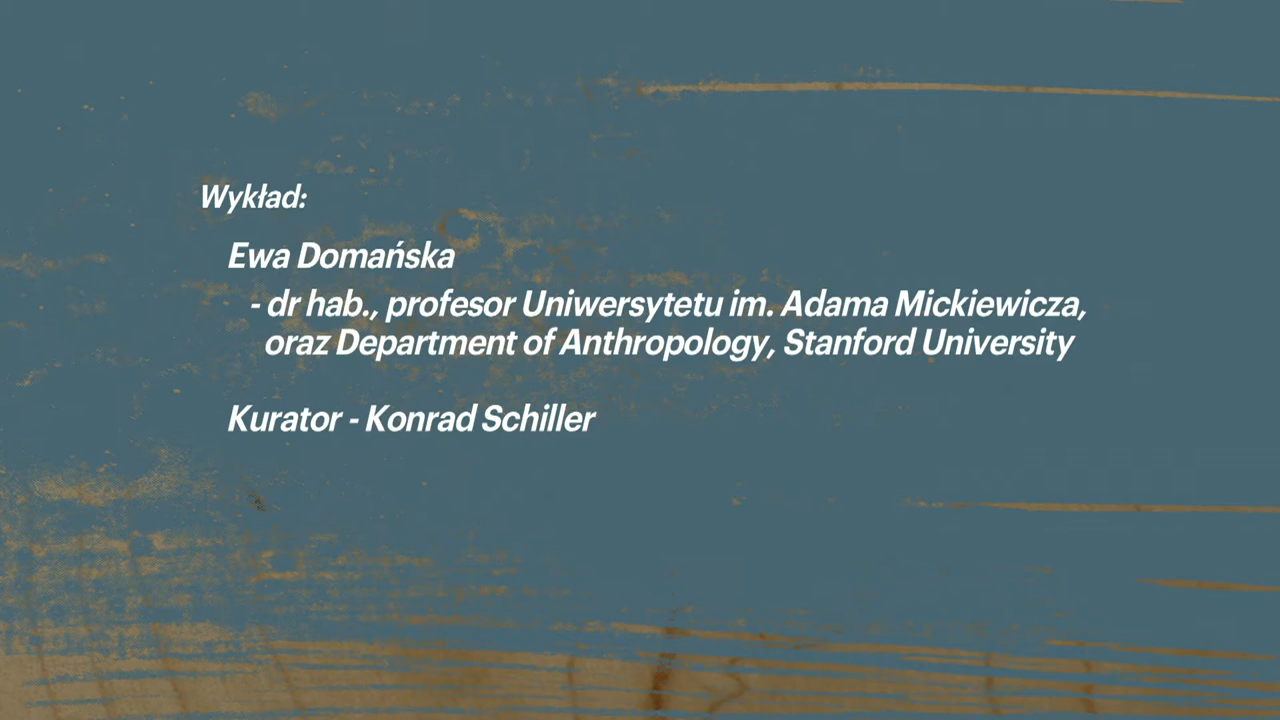 Wykład:
Ewa Domańska
- dr hab., profesor Uniwersytetu im. Adama Mickiewicza,
oraz Department of Anthropology, Stanford University
Kurator - Konrad Schiller